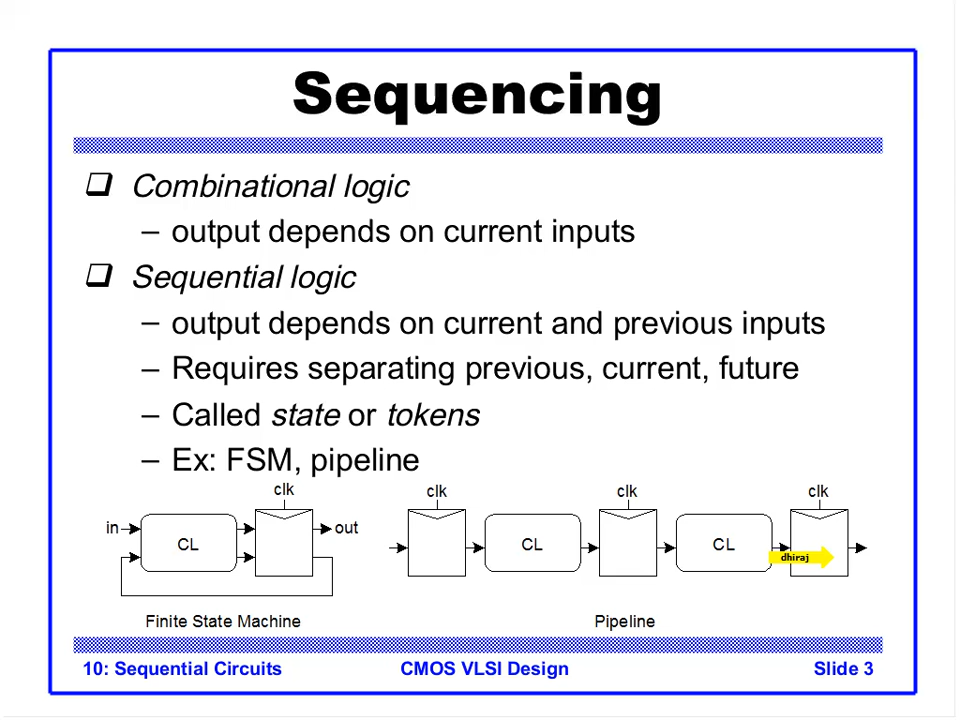 Sequencing
❑ Combinational logic
– output depends on current inputs
❑ Sequential logic
– output depends on current and previous inputs
– Requires separating previous, current, future
– Called state or tokens
– Ex: FSM, pipeline
clk clk clk clk
in CL out CL CL
dhiraj
Finite State Machine Pipeline
10: Sequential Circuits CMOS VLSI Design Slide 3